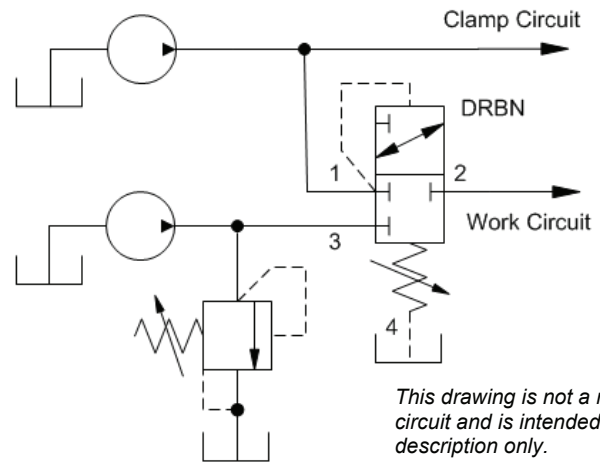 Clamp Circuit
DRBN
1
2
Work Circuit
3
4
This drawing is not a
circuit and is intended
description only.